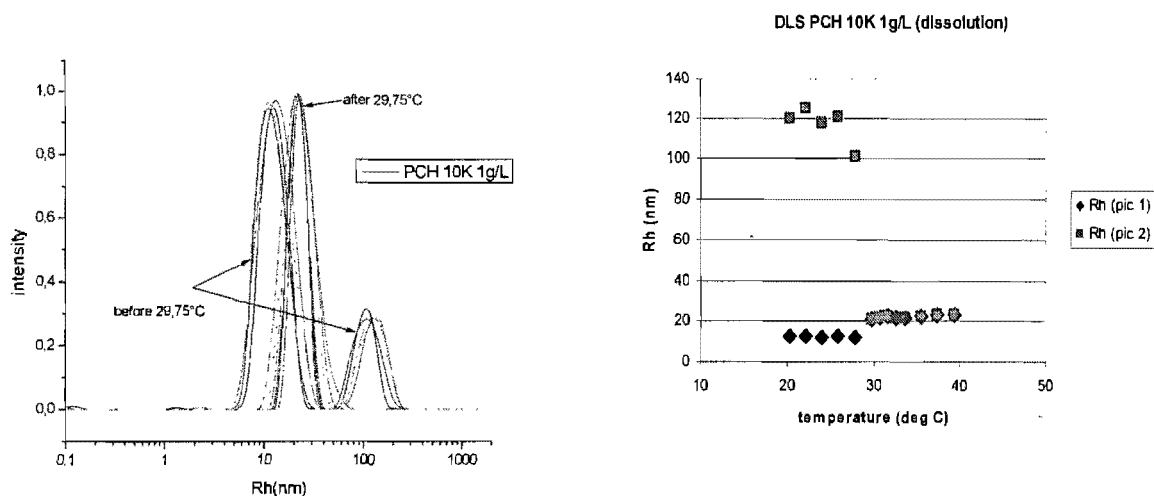 1,0
0,8
0,6
0,4
0,2
0,0
intensity
0,1
1
10
100
1000
Rh(nm)
after 29,75°C
PCH 10K 1g/L
before 29,75°C
DLS PCH 10K 1g/L (dissolution)
140
120
100
80
60
40
20
0
Rh (nm)
10
20
30
40
50
temperature (deg C)
Rh (pic 1)
Rh (pic 2)